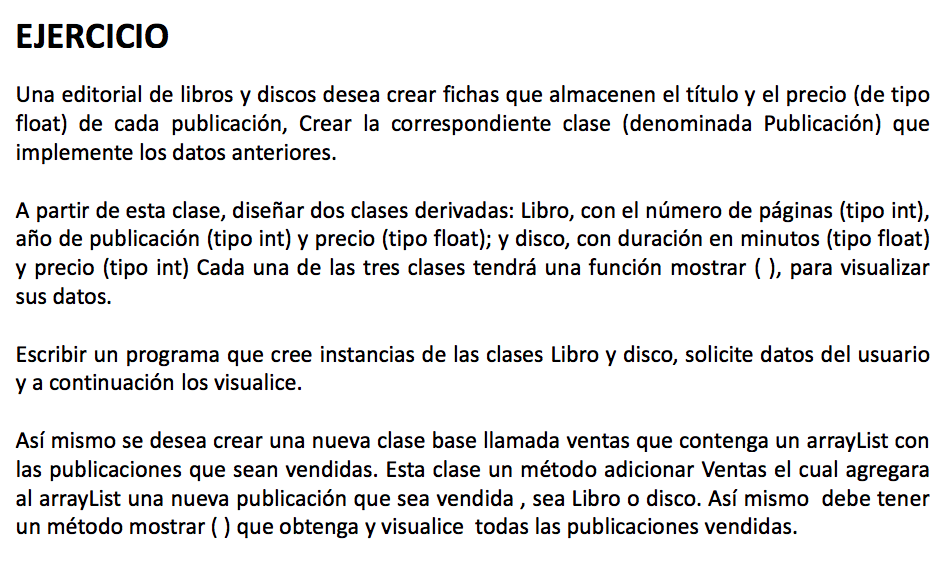 EJERCICIO
Una editorial de libros y discos desea crear fichas que almacenen el título y el precio (de tipo
float) de cada publicación, Crear la correspondiente clase (denominada Publicación) que
implemente los datos anteriores.
A partir de esta clase, diseñar dos clases derivadas: Libro, con el número de páginas (tipo int),
año de publicación (tipo int) y precio (tipo float); y disco, con duración en minutos (tipo float)
y precio (tipo int) Cada una de las tres clases tendrá una función mostrar ( ), para visualizar
sus datos.
Escribir un programa que cree instancias de las clases Libro y disco, solicite datos del usuario
y a continuación los visualice.
Así mismo se desea crear una nueva clase base llamada ventas que contenga un arrayList con
las publicaciones que sean vendidas. Esta clase un método adicionar Ventas el cual agregara
al arrayList una nueva publicación que sea vendida , sea Libro o disco. Así mismo  debe tener
un método mostrar ( ) que obtenga y visualice  todas las publicaciones vendidas.